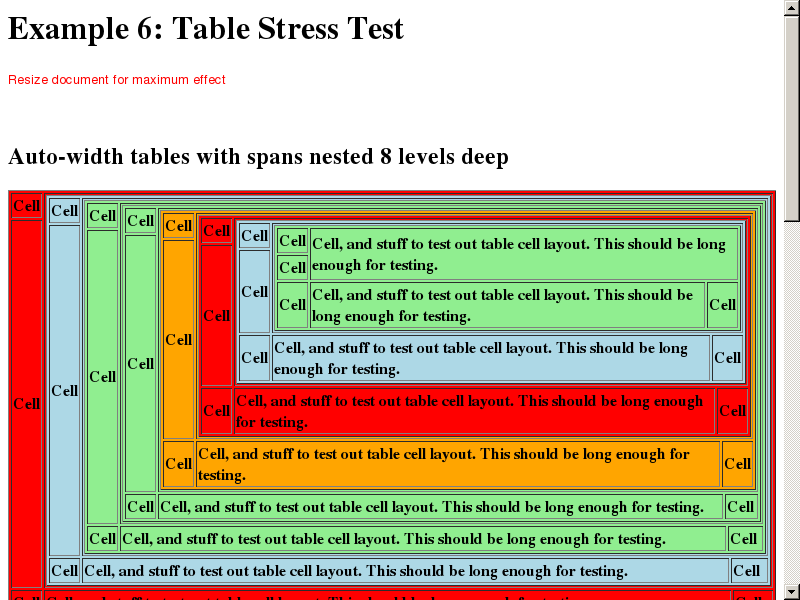 Example 6: Table Stress Test
Resize document for maximum effect
Auto-width tables with spans nested 8 levels deep
Cell
Cell
Cell
Cell
Cell
Cell
Cell
Cell
Cell, and stuff to test out table cell layout. This should be long
enough for testing.
Cell
Cell
Cell
Cell, and stuff to test out table cell layout. This should be
long enough for testing.
Cell
Cell
Cell
Cell
Cell, and stuff to test out table cell layout. This should be long
enough for testing.
Cell
Cell
Cell
Cell
Cell
Cell
Cell, and stuff to test out table cell layout. This should be long enough
for testing.
Cell
Cell
Cell, and stuff to test out table cell layout. This should be long enough for
testing.
Cell
Cell
Cell, and stuff to test out table cell layout. This should be long enough for testing.
Cell
Cell
Cell, and stuff to test out table cell layout. This should be long enough for testing.
Cell
Cell
Cell, and stuff to test out table cell layout. This should be long enough for testing.
Cell